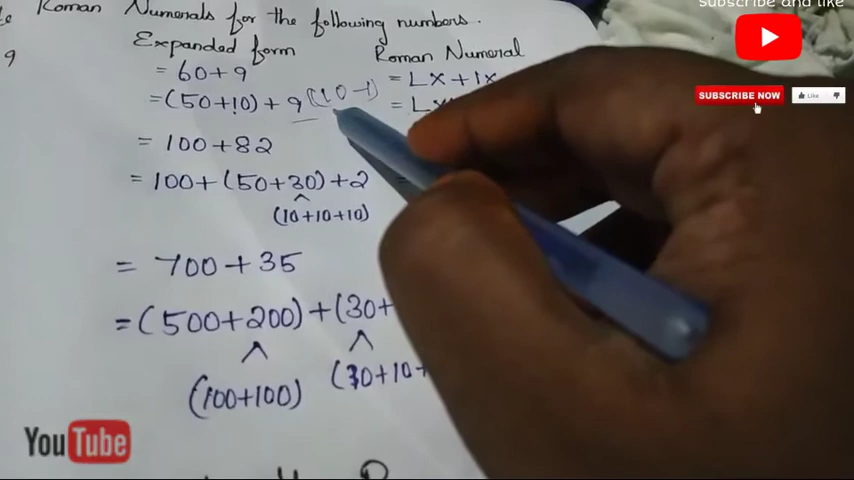 Subscribe and like
Roman Numerals for the following numbers.
9
Expanded form Roman Numeral
= 60+9 = LX+IX
=(50+10)+9(10-1) = LX
= 100+82
= 100+(50+30)+2 =
(10+10+10)
= 700+35
=(500+200)+(30+
(100+100) (30+10+
SUBSCRIBE NOW Like
YouTube